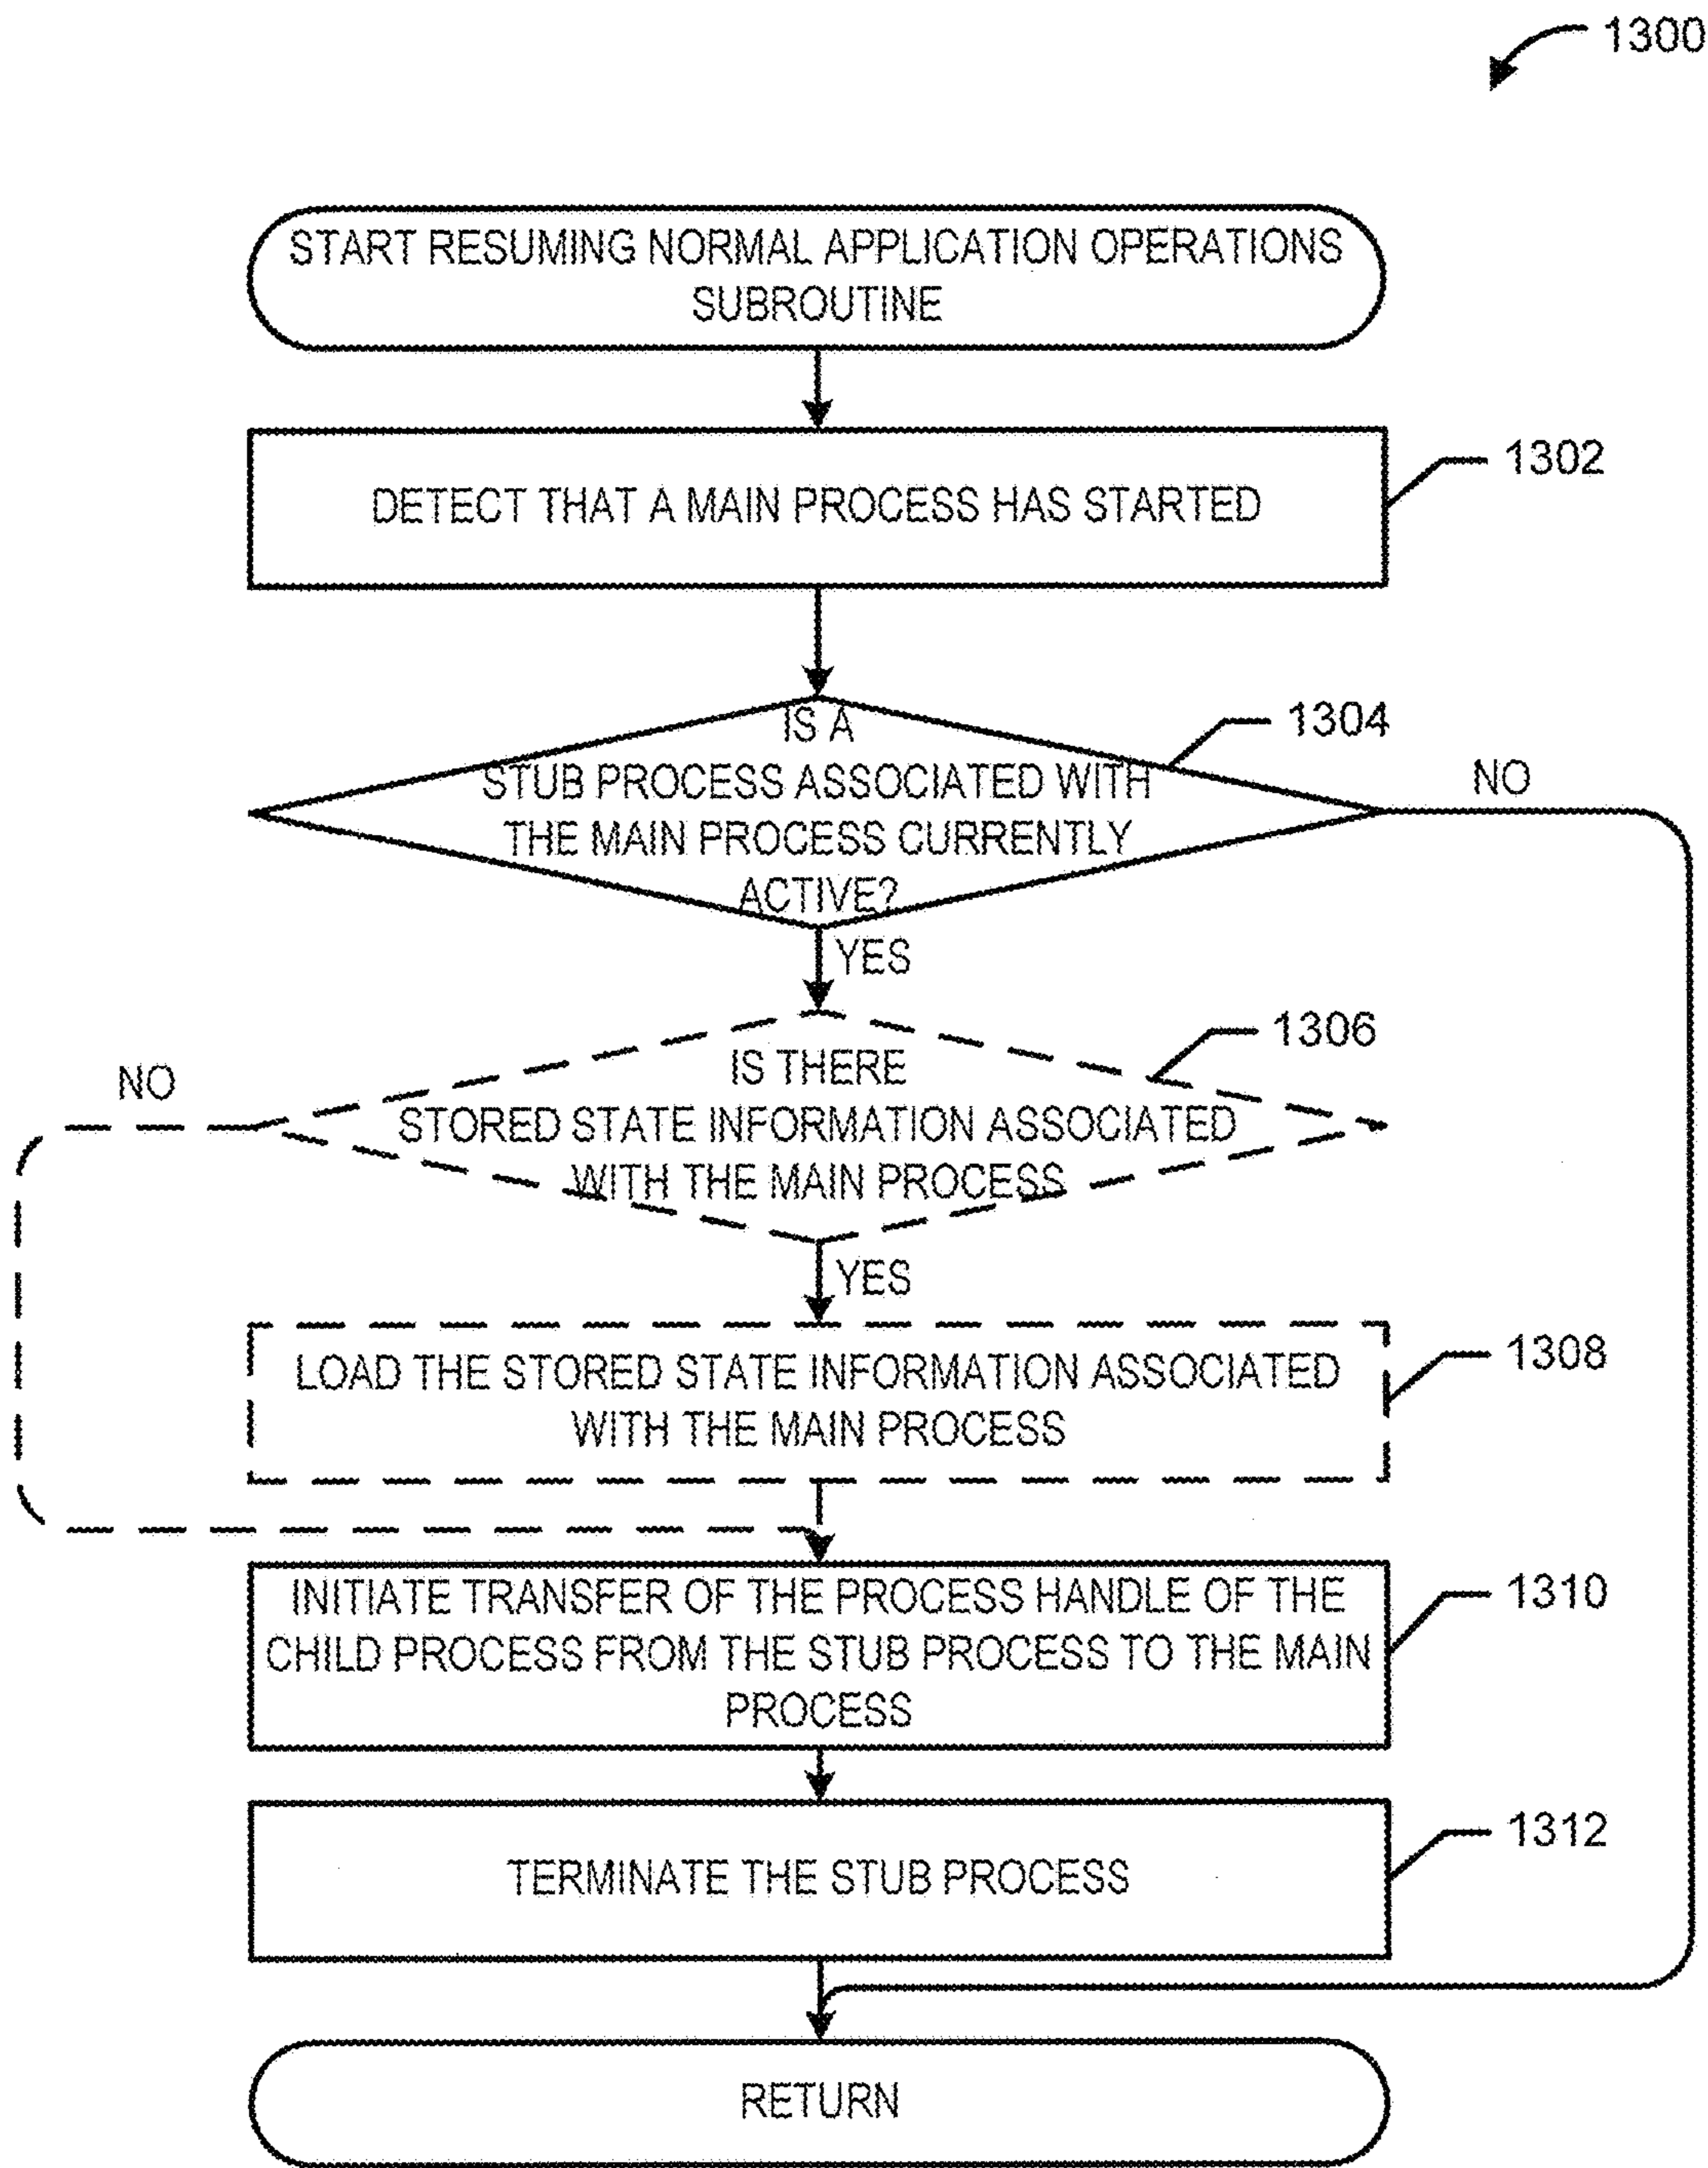 1300
START RESUMING NORMAL APPLICATION OPERATIONS
SUBROUTINE
DETECT THAT A MAIN PROCESS HAS STARTED
1302
IS A
STUB PROCESS ASSOCIATED WITH
THE MAIN PROCESS CURRENTLY
ACTIVE?
1304
NO
YES
IS THERE
STORED STATE INFORMATION ASSOCIATED
WITH THE MAIN PROCESS
1306
NO
YES
LOAD THE STORED STATE INFORMATION ASSOCIATED
WITH THE MAIN PROCESS
1308
INITIATE TRANSFER OF THE PROCESS HANDLE OF THE
CHILD PROCESS FROM THE STUB PROCESS TO THE MAIN
PROCESS
1310
TERMINATE THE STUB PROCESS
1312
RETURN